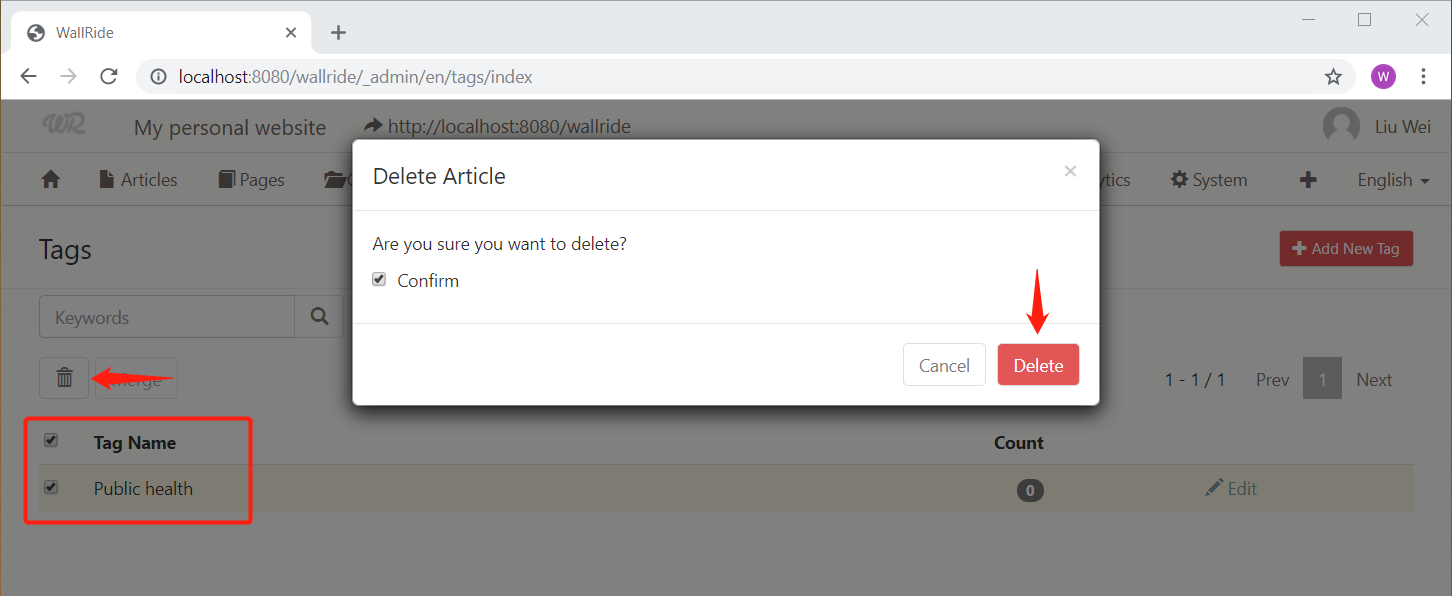 WallRide
localhost:8080/wallride/_admin/en/tags/index
W
WR
My personal website
http://localhost:8080/wallride
Liu Wei
Articles
Pages
System
English
Delete Article
Are you sure you want to delete?
Confirm
Cancel
Delete
Tags
Add New Tag
Keywords
Merge
1 - 1 / 1
Prev
1
Next
Tag Name
Count
Public health
0
Edit